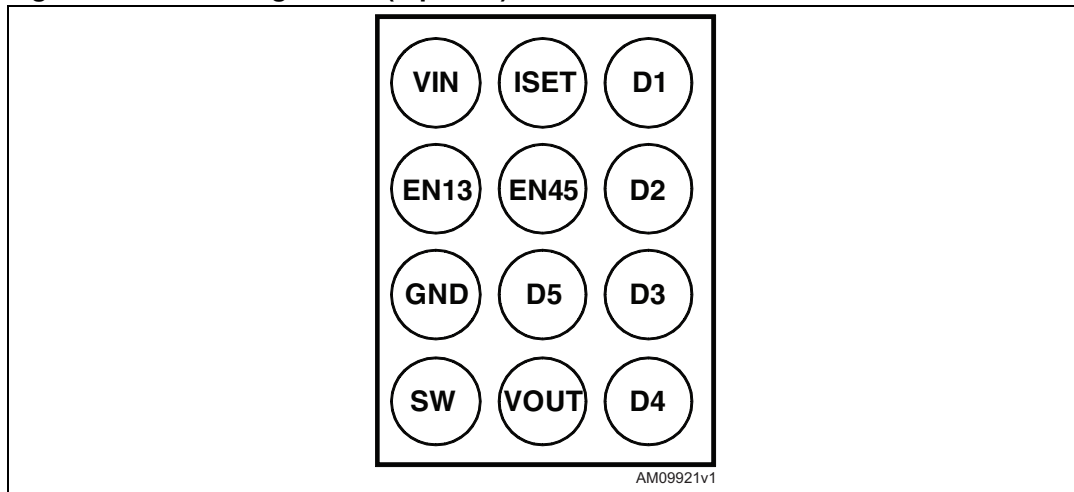 VIN ISET D1
EN13 EN45 D2
GND D5 D3
SW VOUT D4
AM09921v1